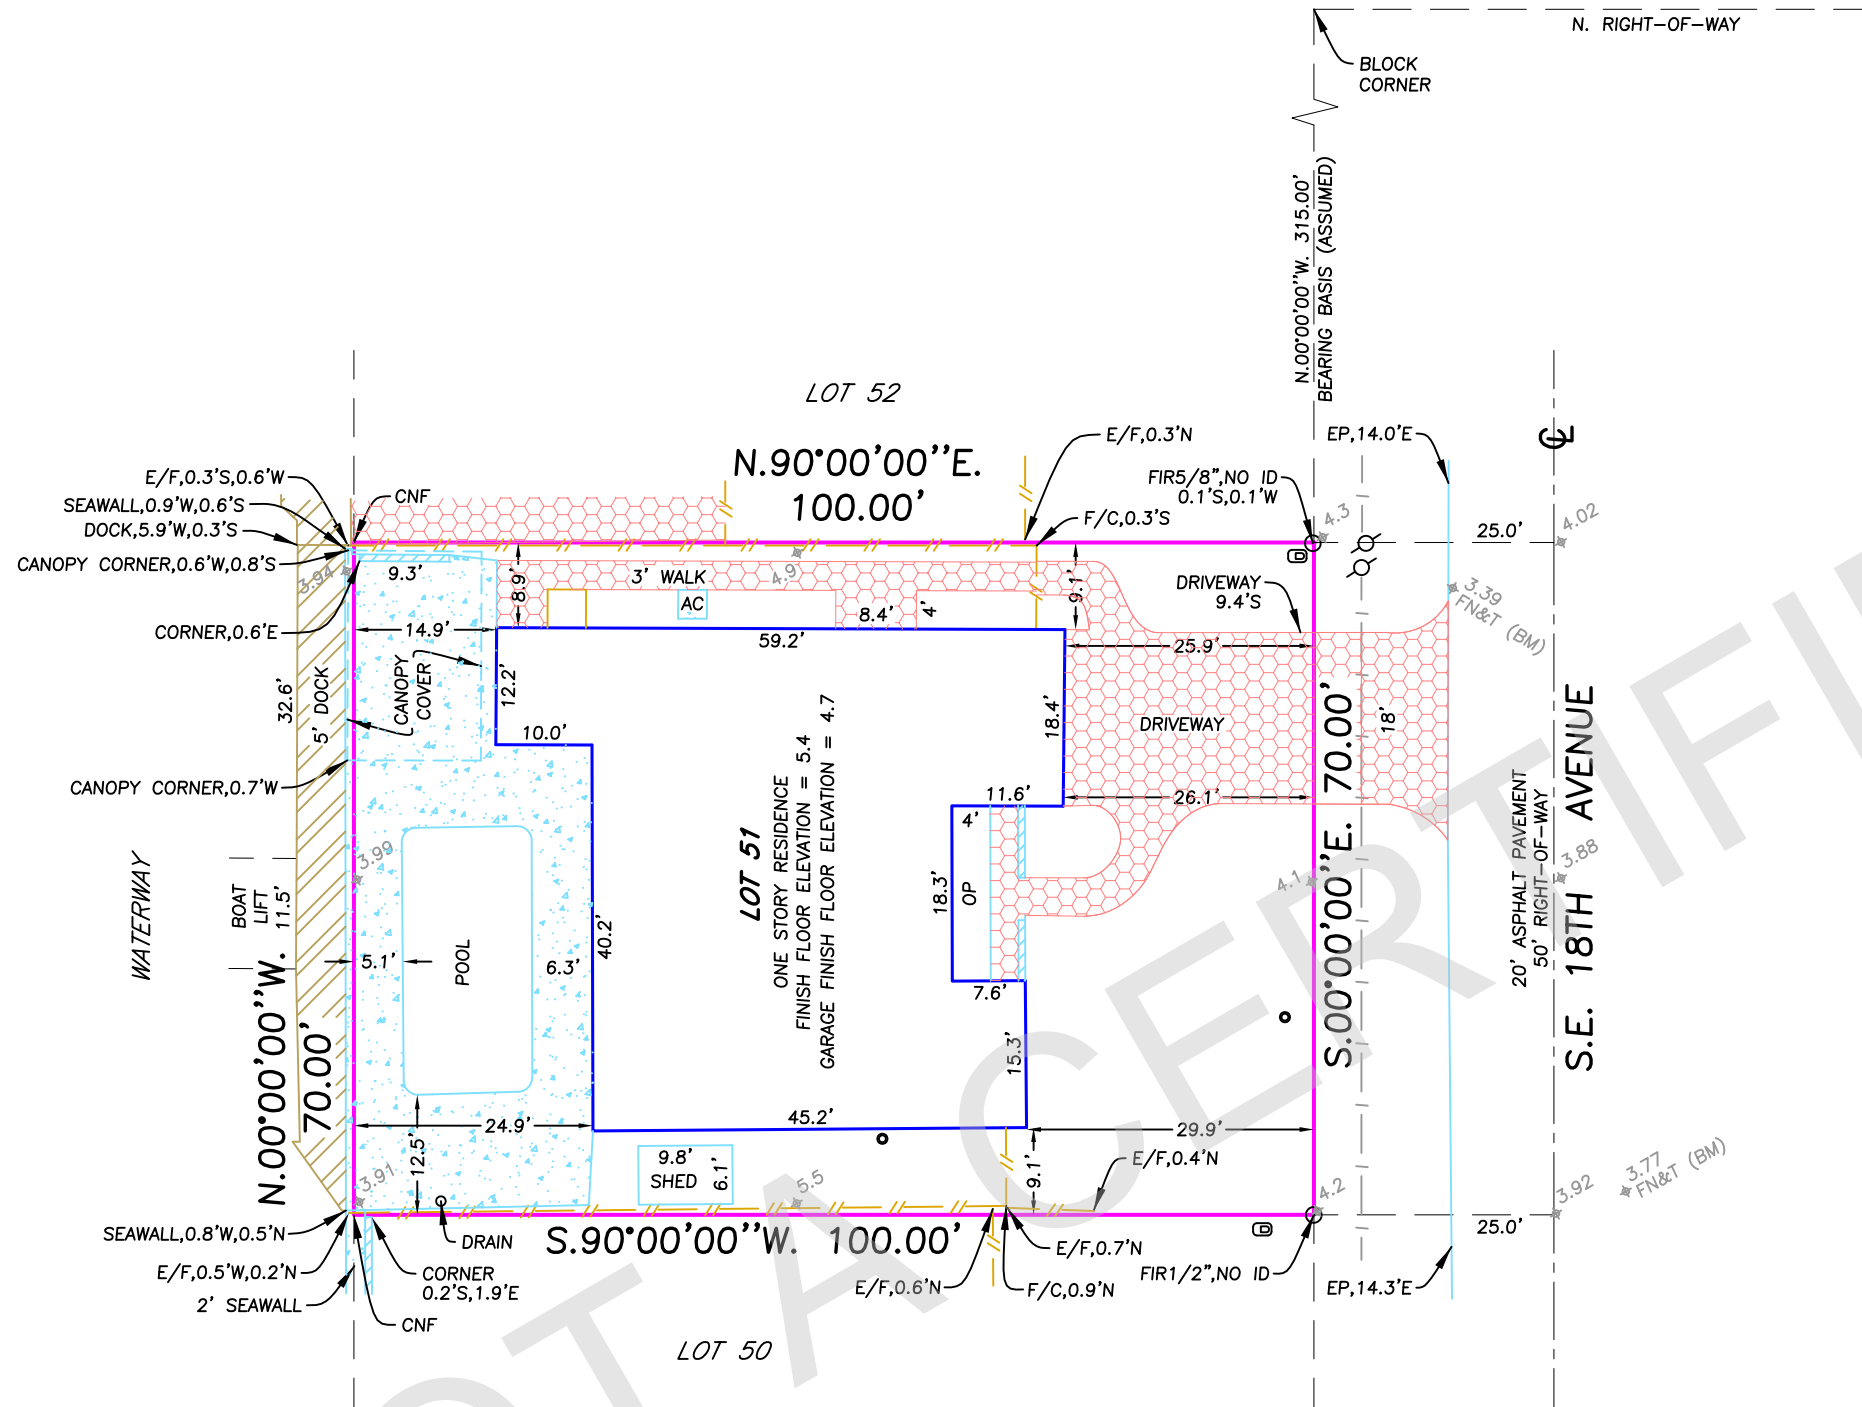 N. RIGHT-OF-WAY
BLOCK
CORNER
N.00°00'00"W. 315.00'
BEARING BASIS (ASSUMED)
LOT 52
N.90°00'00"E.
100.00'
E/F,0.3'N
EP,14.0'E
℄
FIR5/8",NO ID
0.1'S,0.1'W
F/C,0.3'S
E/F,0.3'S,0.6'W
SEAWALL,0.9'W,0.6'S
DOCK,5.9'W,0.3'S
CANOPY CORNER,0.6'W,0.8'S
CNF
4.3
4.02
25.0'
3.94
9.3'
8.9'
3' WALK
4.9
AC
8.4'
4'
9.1'
DRIVEWAY
9.4'S
3.39
FN&T (BM)
CORNER,0.6'E
14.9'
59.2'
25.9'
32.6'
5' DOCK
CANOPY
COVER
12.2'
10.0'
18.4'
DRIVEWAY
18'
CANOPY CORNER,0.7'W
26.1'
11.6'
4'
LOT 51
ONE STORY RESIDENCE
FINISH FLOOR ELEVATION = 5.4
GARAGE FINISH FLOOR ELEVATION = 4.7
18.3'
OP
7.6'
15.3'
S.00°00'00"E. 70.00'
4.1
20' ASPHALT PAVEMENT
50' RIGHT-OF-WAY
3.88
S.E. 18TH AVENUE
WATERWAY
BOAT
LIFT
11.5'
3.99
5.1'
POOL
6.3'
40.2'
N.00°00'00"W.
70.00'
24.9'
12.5'
45.2'
29.9'
9.1'
9.8'
SHED
6.1'
5.5
E/F,0.4'N
3.91
4.2
3.92
3.77
FN&T (BM)
25.0'
SEAWALL,0.8'W,0.5'N
E/F,0.5'W,0.2'N
2' SEAWALL
DRAIN
CORNER
0.2'S,1.9'E
CNF
S.90°00'00"W. 100.00'
E/F,0.7'N
E/F,0.6'N
F/C,0.9'N
FIR1/2",NO ID
EP,14.3'E
LOT 50
OT A CERTIFI